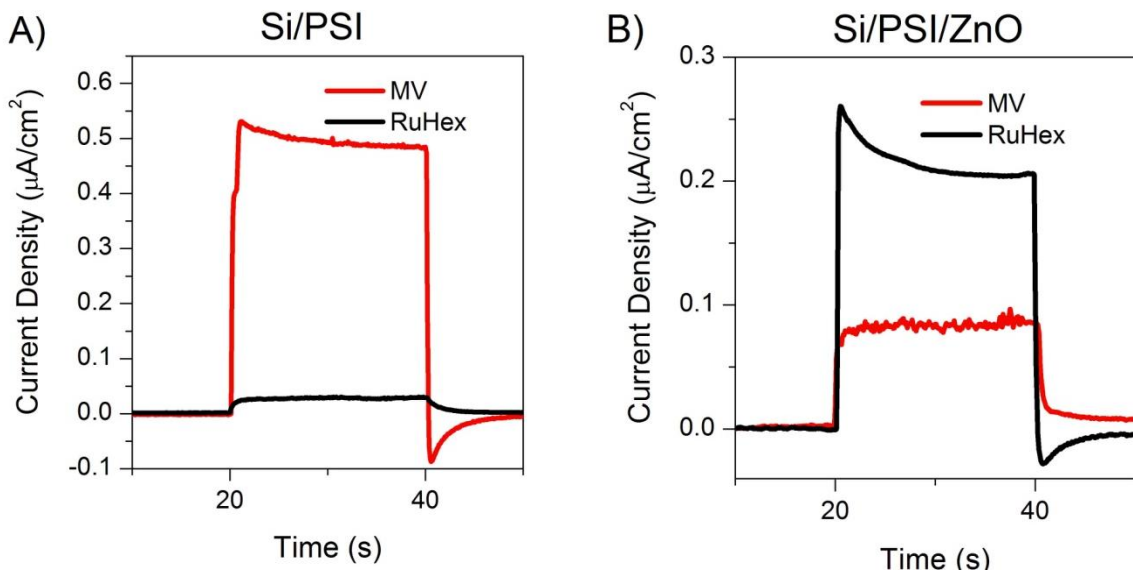 A)
Si/PSI
MV
RuHex
Current Density (µA/cm²)
0.6
0.5
0.4
0.3
0.2
0.1
0.0
-0.1
20
40
Time (s)
B)
Si/PSI/ZnO
MV
RuHex
Current Density (µA/cm²)
0.3
0.2
0.1
0.0
20
40
Time (s)